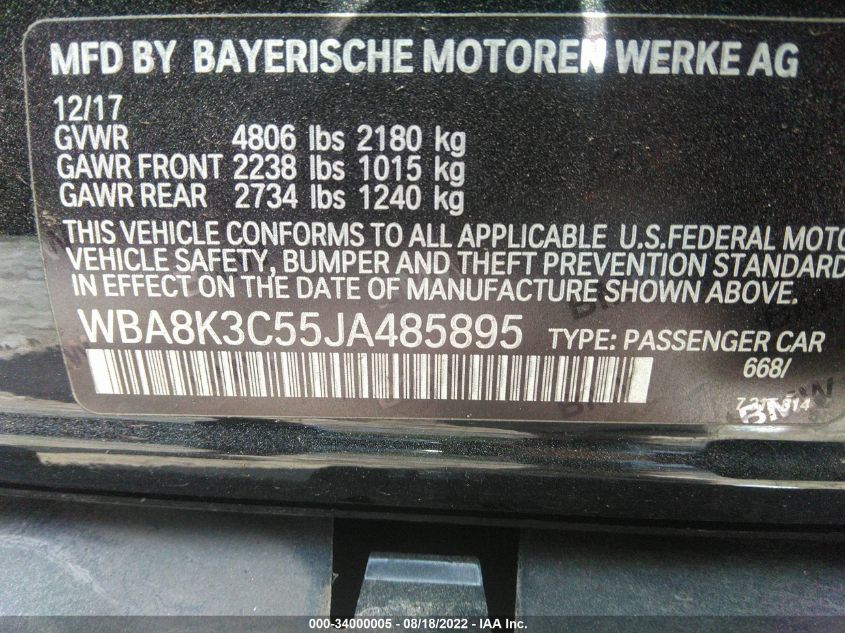 MFD BY BAYERISCHE MOTOREN WERKE AG
12/17
GVWR 4806 lbs 2180 kg
GAWR FRONT 2238 lbs 1015 kg
GAWR REAR 2734 lbs 1240 kg
THIS VEHICLE CONFORMS TO ALL APPLICABLE U.S.FEDERAL MOTO
VEHICLE SAFETY, BUMPER AND THEFT PREVENTION STANDARD
IN EFFECT ON THE DATE OF MANUFACTURE SHOWN ABOVE.
WBA8K3C55JA485895 TYPE: PASSENGER CAR
668/
BMW
000-34000005 - 08/18/2022 - IAA Inc.